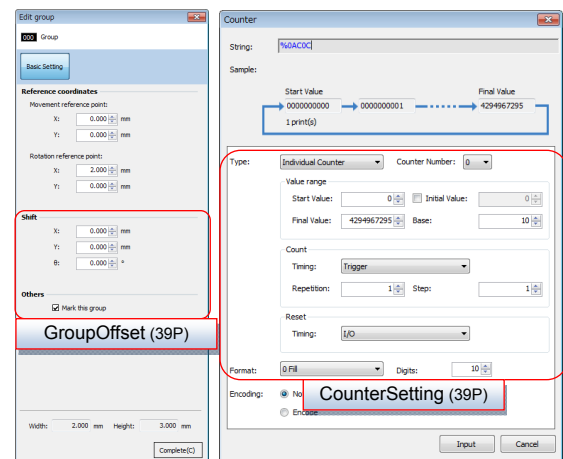 Edit group
000 Group
Basic Setting
Reference coordinates
Movement reference point:
X: 0.000 mm
Y: 0.000 mm
Rotation reference point:
X: 2.000 mm
Y: 0.000 mm
Shift
X: 0.000 mm
Y: 0.000 mm
θ: 0.000 °
Others
Mark this group
GroupOffset (39P)
Width: 2.000 mm Height: 3.000 mm
Complete(C)
Counter
String: %0AC0C
Sample:
Start Value Final Value
0000000000 0000000001 4294967295
1 print(s)
Type: Individual Counter Counter Number: 0
Value range
Start Value: 0 Initial Value: 0
Final Value: 4294967295 Base: 10
Count
Timing: Trigger
Repetition: 1 Step: 1
Reset
Timing: I/O
Format: 0 Fill Digits: 10
CounterSetting (39P)
Encoding: No
Encode
Input Cancel